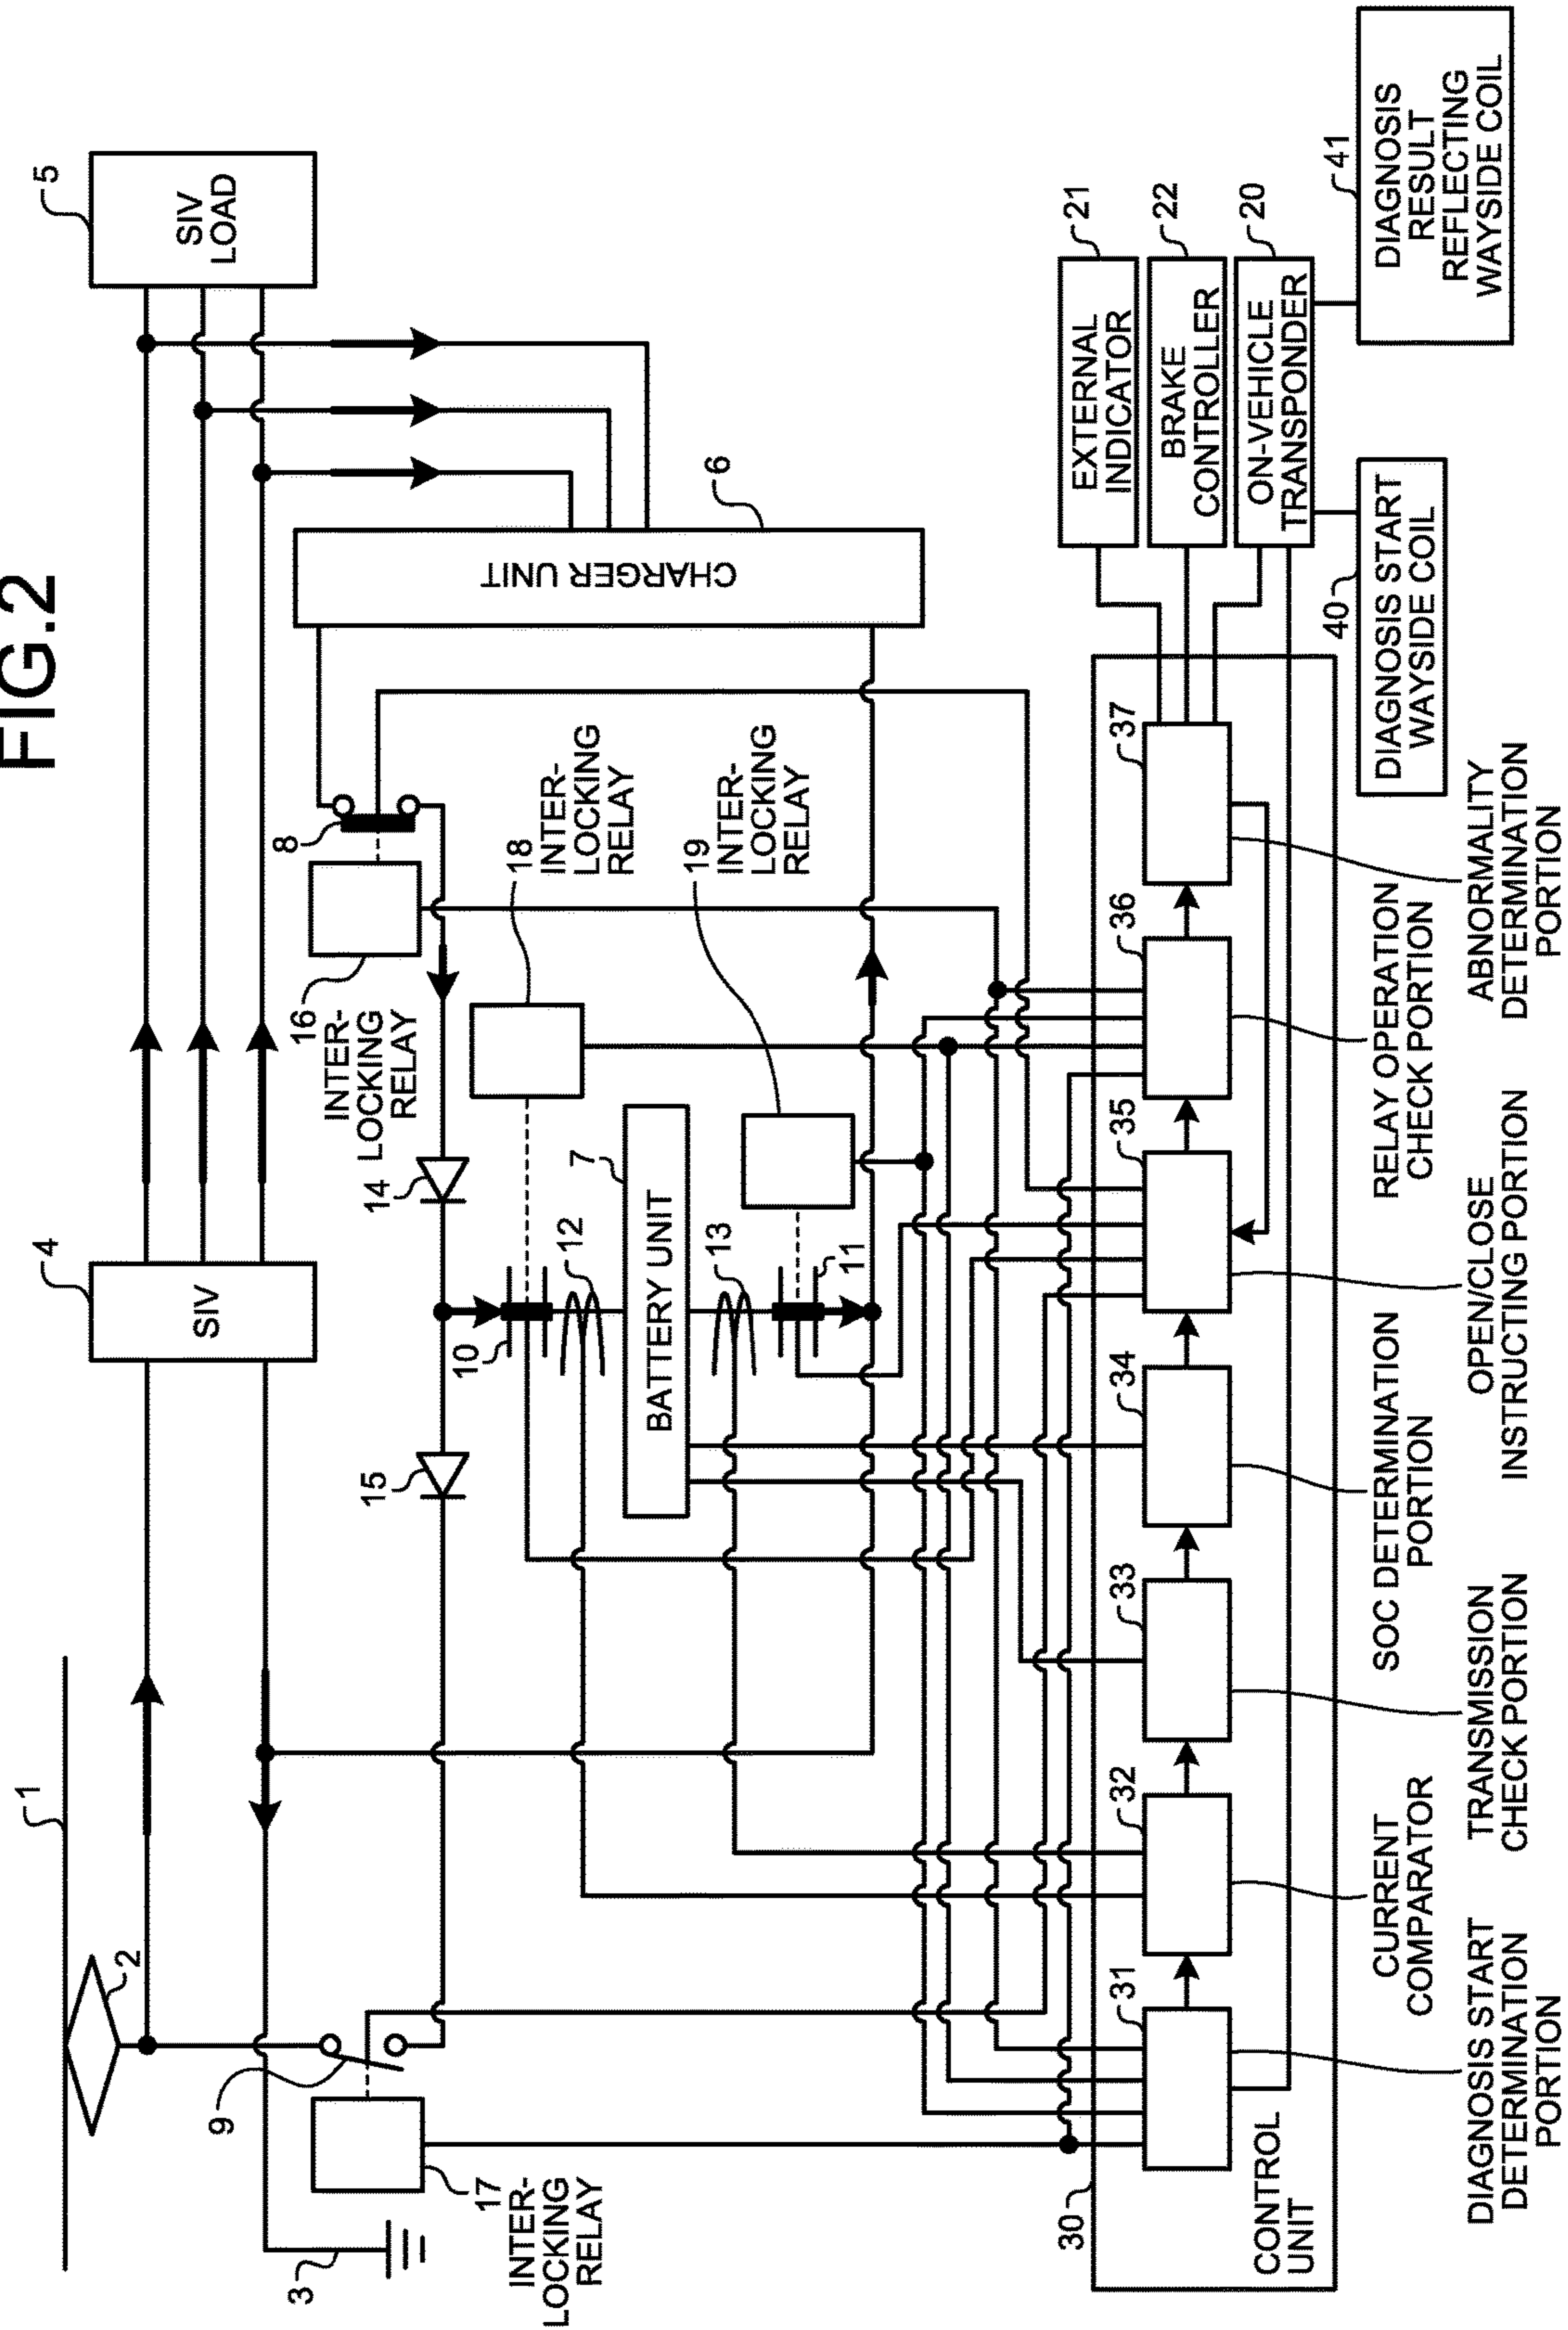 FIG.2
1
2
3
4
SIV
5
SIV
LOAD
6
CHARGER UNIT
7
BATTERY UNIT
8
9
10
11
12
13
14
15
16
INTER-
LOCKING
RELAY
17
INTER-
LOCKING
RELAY
18
INTER-
LOCKING
RELAY
19
INTER-
LOCKING
RELAY
21
EXTERNAL
INDICATOR
22
BRAKE
CONTROLLER
20
ON-VEHICLE
TRANSPONDER
30
CONTROL
UNIT
31
32
33
34
35
36
37
40
DIAGNOSIS START
WAYSIDE COIL
41
DIAGNOSIS
RESULT
REFLECTING
WAYSIDE COIL
DIAGNOSIS START
DETERMINATION
PORTION
CURRENT
COMPARATOR
TRANSMISSION
CHECK PORTION
SOC DETERMINATION
PORTION
OPEN/CLOSE
INSTRUCTING PORTION
RELAY OPERATION
CHECK PORTION
ABNORMALITY
DETERMINATION
PORTION